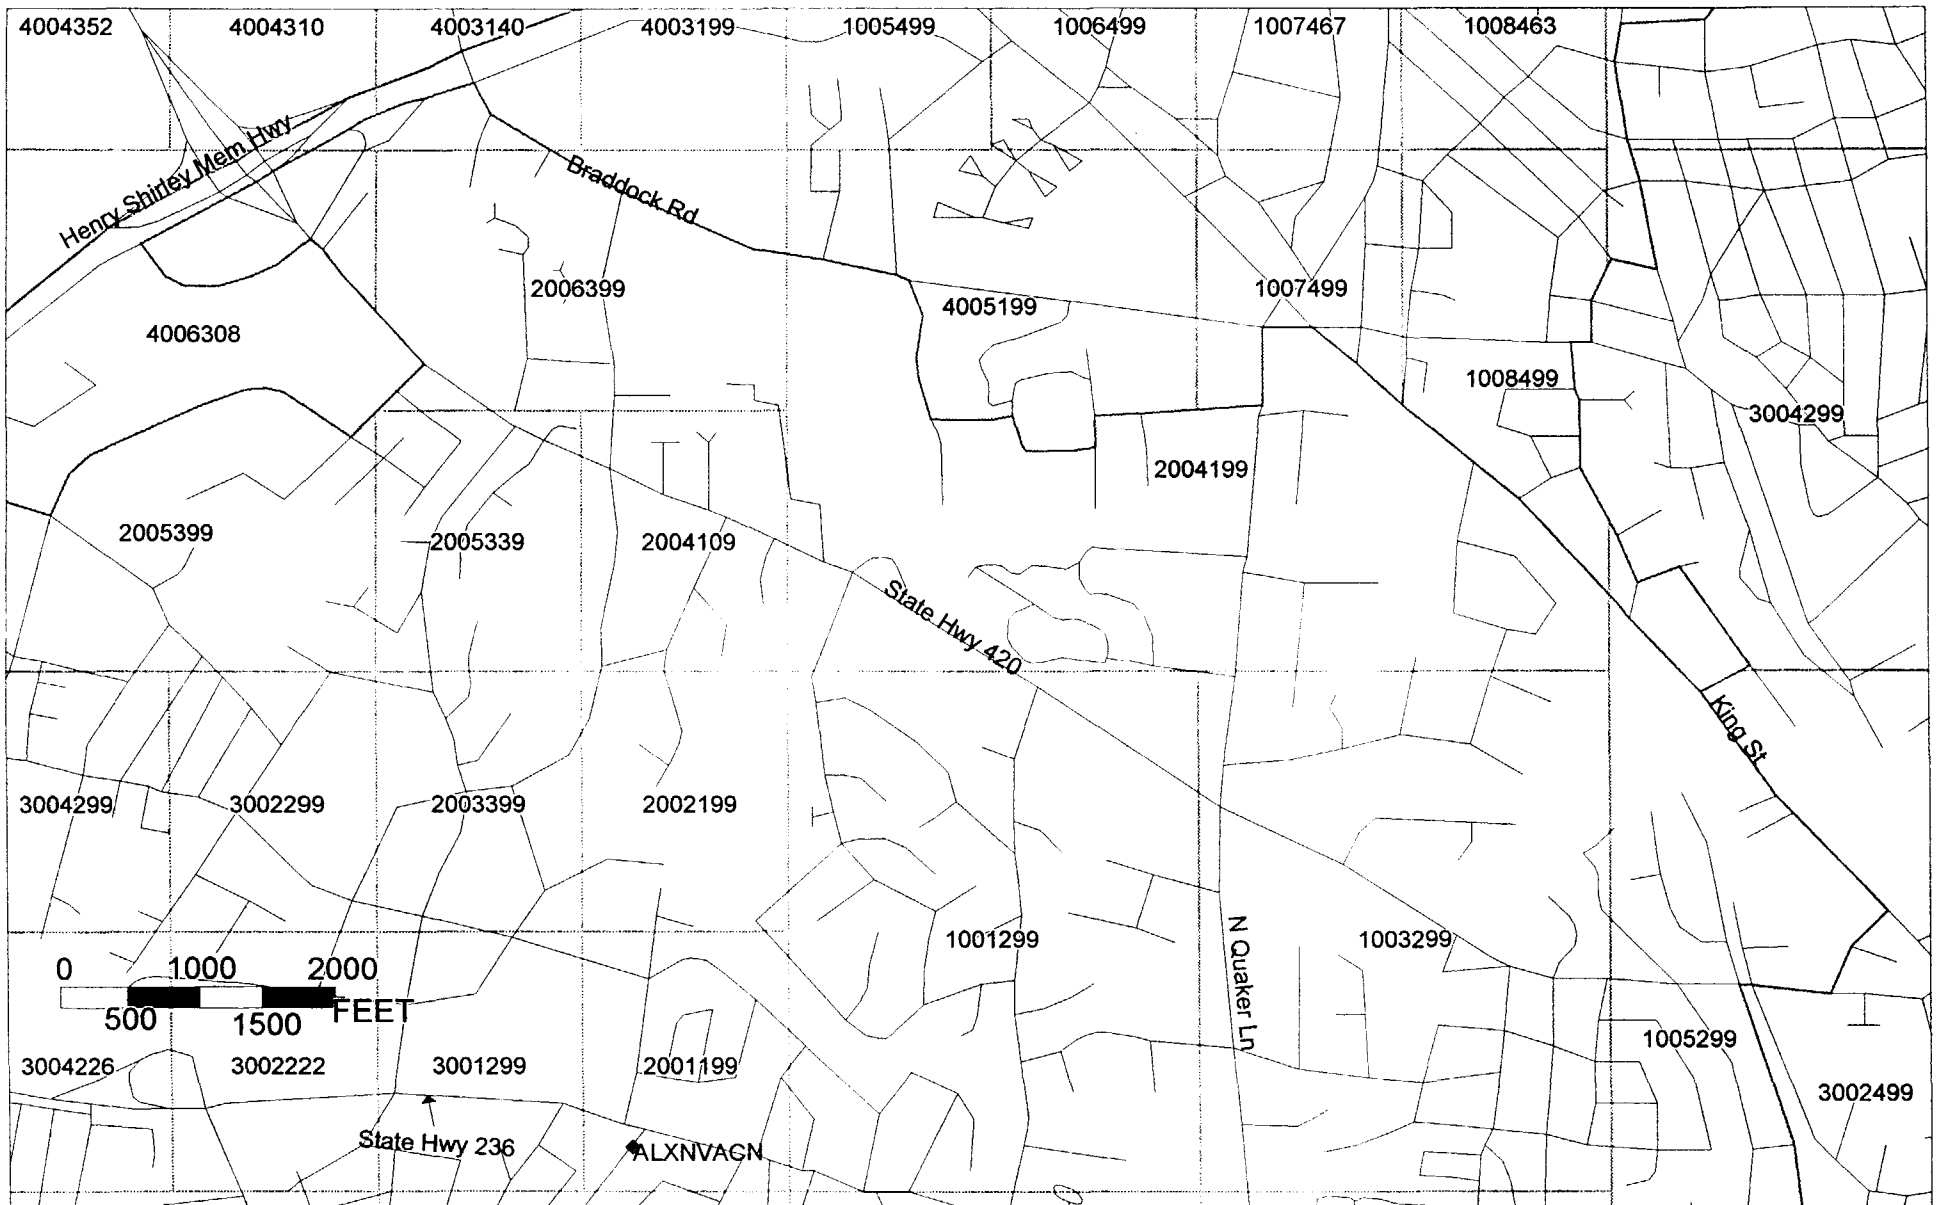 4004352 4004310 4003140 4003199 1005499 1006499 1007467 1008463
Henry Shirley Mem Hwy
Braddock Rd
2006399
1007499
4005199
4006308
1008499
3004299
2004199
2005399
2005339
2004109
State Hwy 420
King St
3004299
3002299
2003399
2002199
1001299
1003299
N Quaker Ln
0 1000 2000
500 1500 FEET
1005299
3004226
3002222
3001299
2001199
3002499
State Hwy 236
ALXNVACN